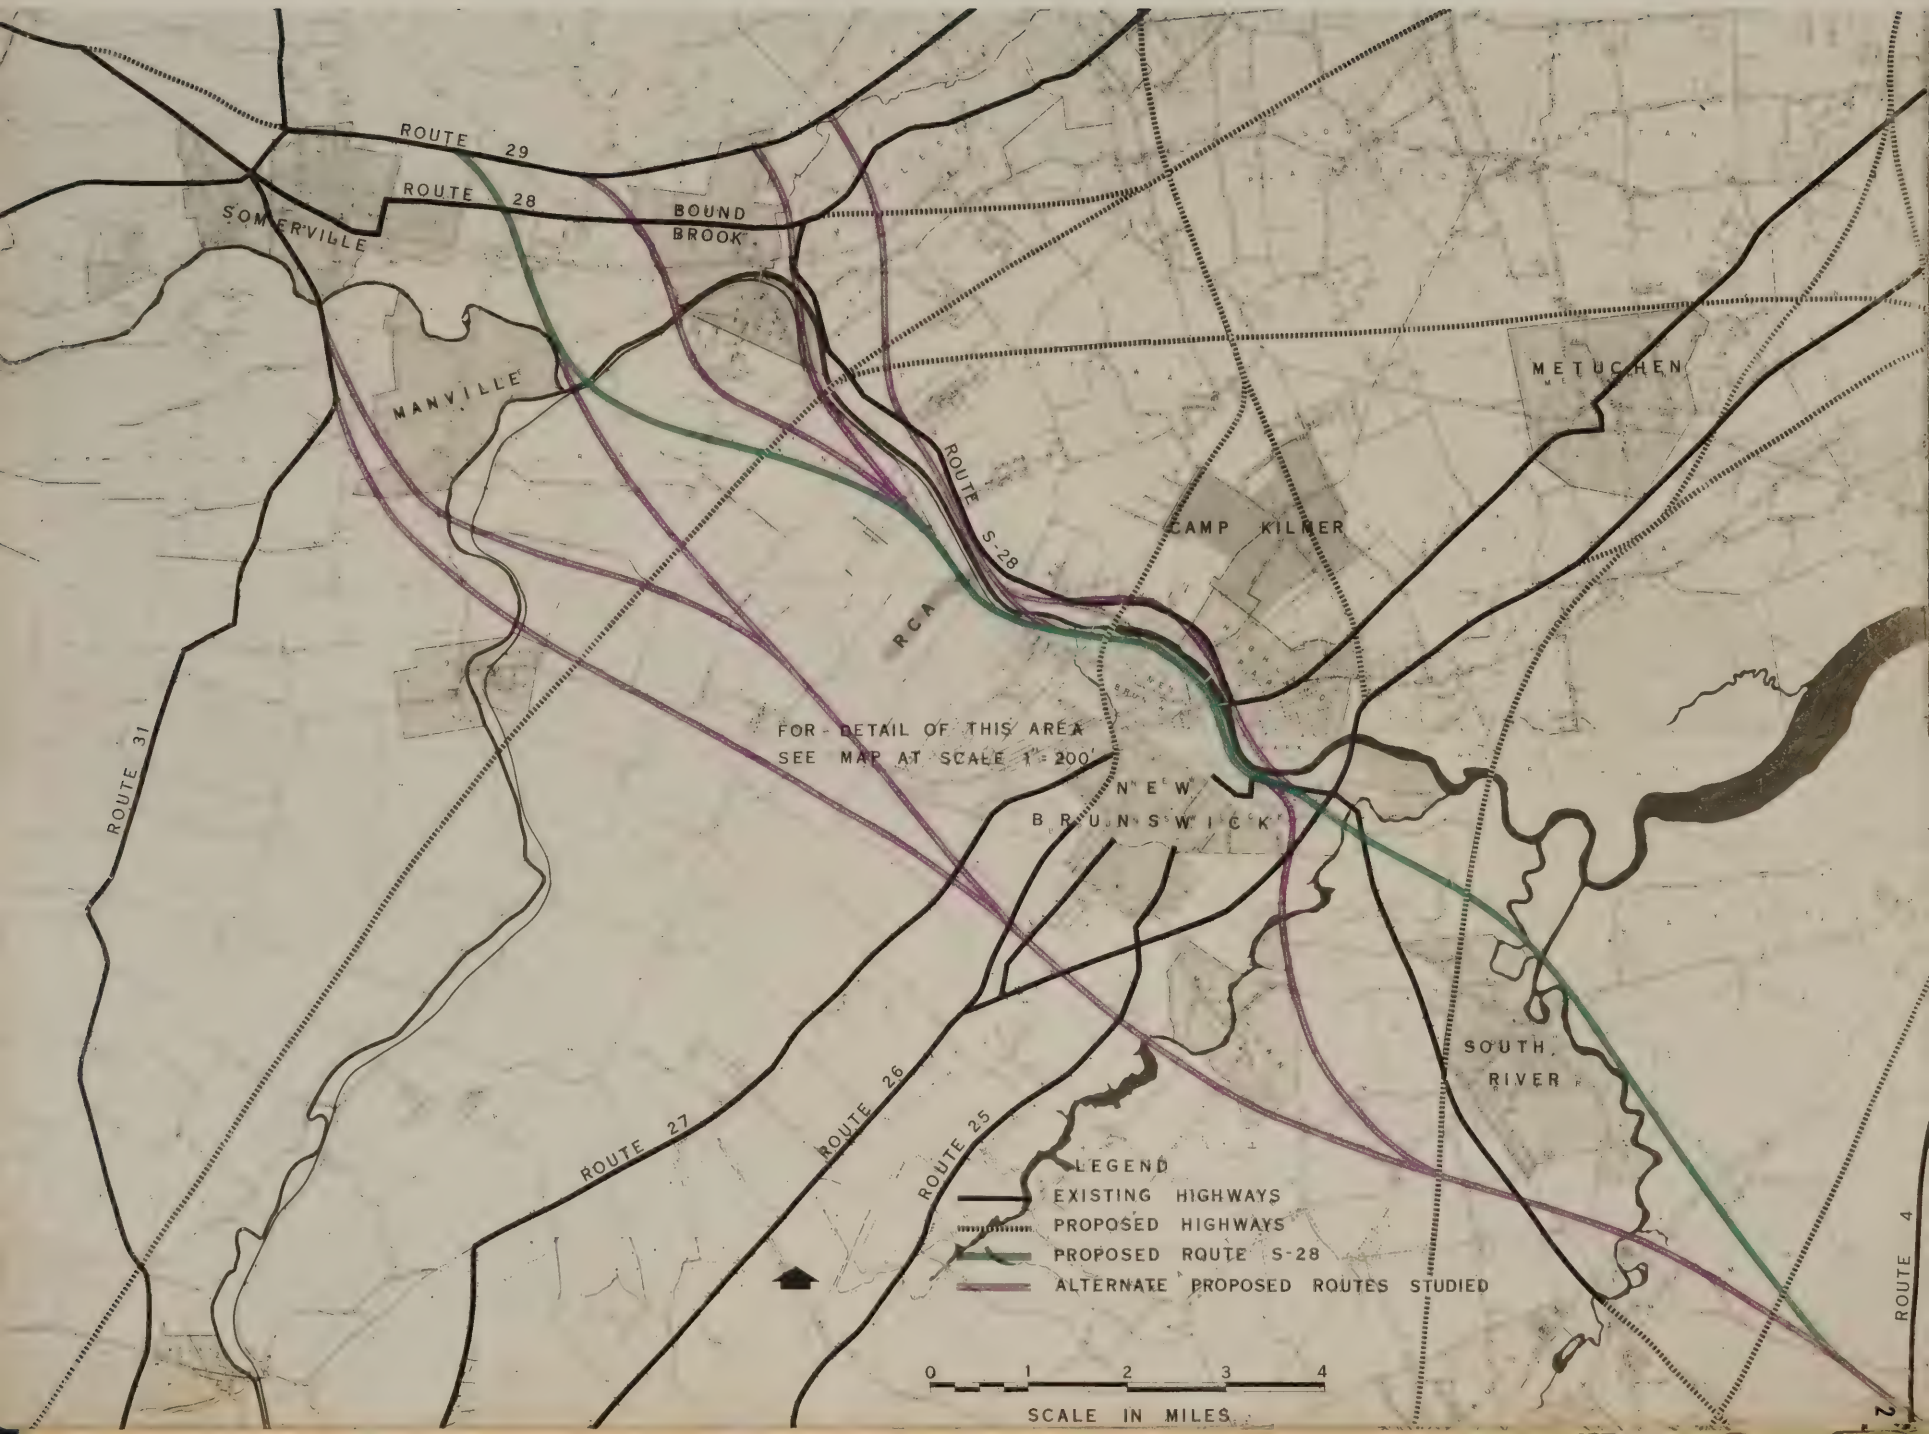 ROUTE 29
ROUTE 28
BOUND
BROOK
SOMERVILLE
MANVILLE
METUCHEN
ROUTE S-28
CAMP KILMER
RCA
ROUTE 31
FOR DETAIL OF THIS AREA
SEE MAP AT SCALE 1"=200'
NEW
BRUNSWICK
SOUTH
RIVER
ROUTE 27
ROUTE 26
ROUTE 25
ROUTE 4
LEGEND
EXISTING HIGHWAYS
PROPOSED HIGHWAYS
PROPOSED ROUTE S-28
ALTERNATE PROPOSED ROUTES STUDIED
0 1 2 3 4
SCALE IN MILES
2